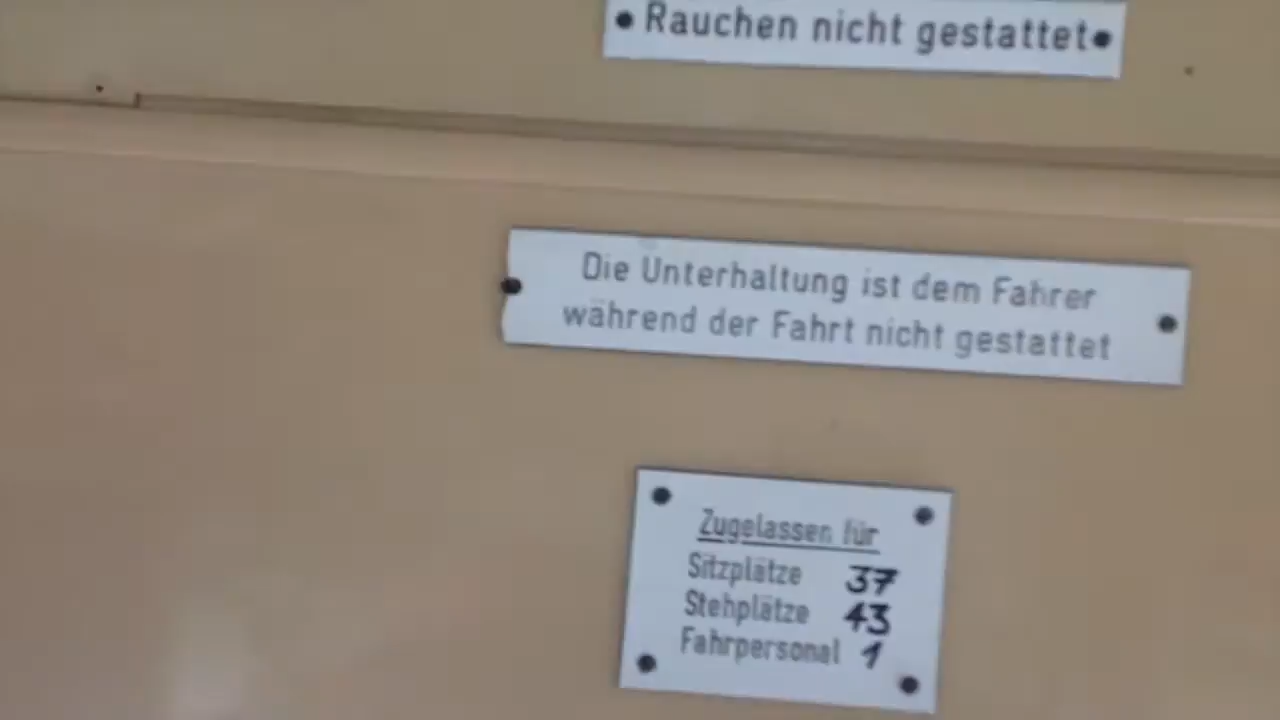 Rauchen nicht gestattet
Die Unterhaltung ist dem Fahrer
während der Fahrt nicht gestattet
Zugelassen für
Sitzplätze 37
Stehplätze 43
Fahrpersonal 1